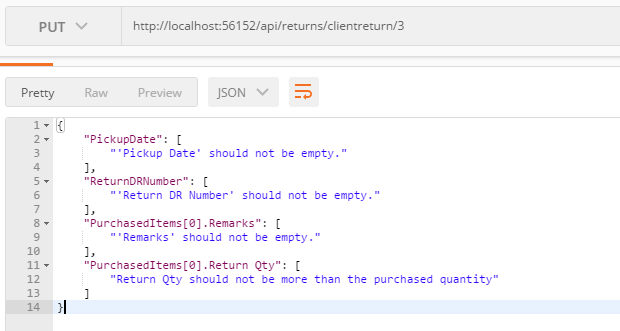 PUT http://localhost:56152/api/returns/clientreturn/3
Pretty Raw Preview JSON
1 {
2 "PickupDate": [
3 "'Pickup Date' should not be empty."
4 ],
5 "ReturnDRNumber": [
6 "'Return DR Number' should not be empty."
7 ],
8 "PurchasedItems[0].Remarks": [
9 "'Remarks' should not be empty."
10 ],
11 "PurchasedItems[0].Return Qty": [
12 "Return Qty should not be more than the purchased quantity"
13 ]
14 }